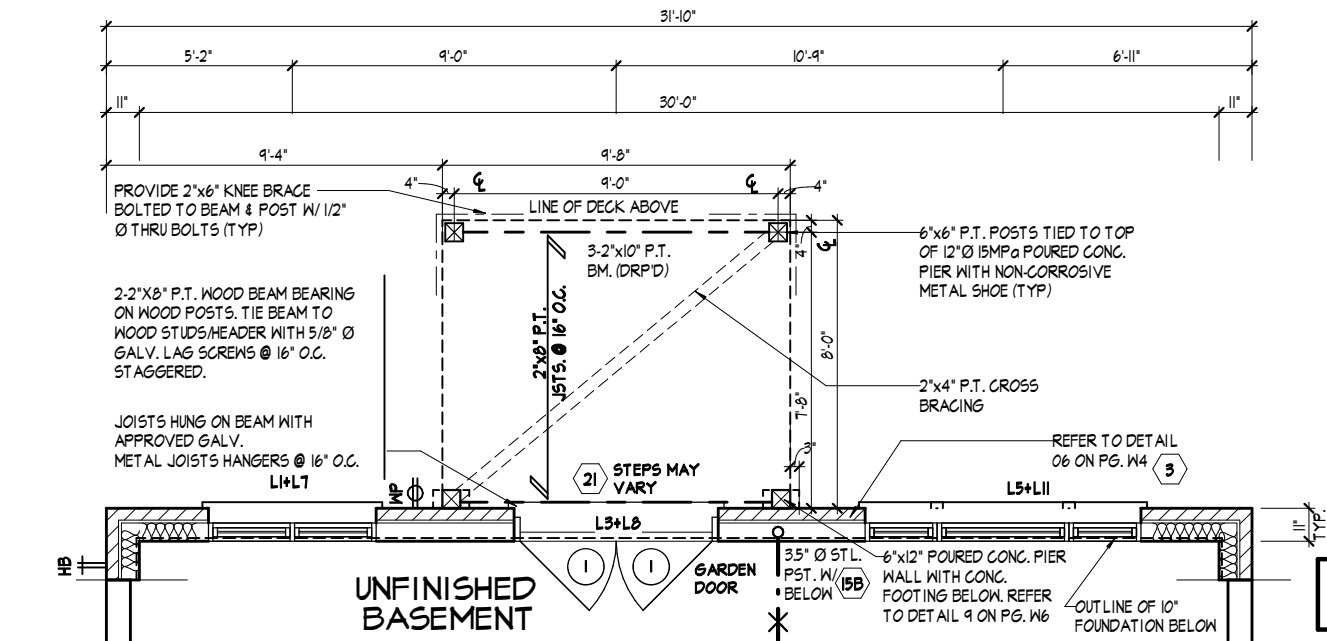 31'-10"
5'-2" 9'-0" 10'-9" 6'-11"
11" 30'-0" 11"
9'-4" 9'-8"
4" ℄ 9'-0" ℄ 4"
PROVIDE 2"x6" KNEE BRACE
BOLTED TO BEAM & POST W/ 1/2"
Ø THRU BOLTS (TYP)
LINE OF DECK ABOVE
3-2"x10" P.T.
BM. (DRP'D)
4" ℄
6"x6" P.T. POSTS TIED TO TOP
OF 12"Ø 15MPa POURED CONC.
PIER WITH NON-CORROSIVE
METAL SHOE (TYP)
2-2"X8" P.T. WOOD BEAM BEARING
ON WOOD POSTS. TIE BEAM TO
WOOD STUDS/HEADER WITH 5/8" Ø
GALV. LAG SCREWS @ 16" O.C.
STAGGERED.
2"x8" P.T.
JSTS. @ 16" O.C.
8'-0"
7'-8"
2"x4" P.T. CROSS
BRACING
JOISTS HUNG ON BEAM WITH
APPROVED GALV.
METAL JOISTS HANGERS @ 16" O.C.
3"
REFER TO DETAIL
06 ON PG. W4
3
21 STEPS MAY
VARY
L1+L7
WP
L3+L8
L5+L11
11"
TYP.
HB
UNFINISHED
BASEMENT
1 1
GARDEN
DOOR
3.5" Ø STL.
PST. W/
BELOW
15B
6"x12" POURED CONC. PIER
WALL WITH CONC.
FOOTING BELOW. REFER
TO DETAIL 9 ON PG. W6
OUTLINE OF 10"
FOUNDATION BELOW